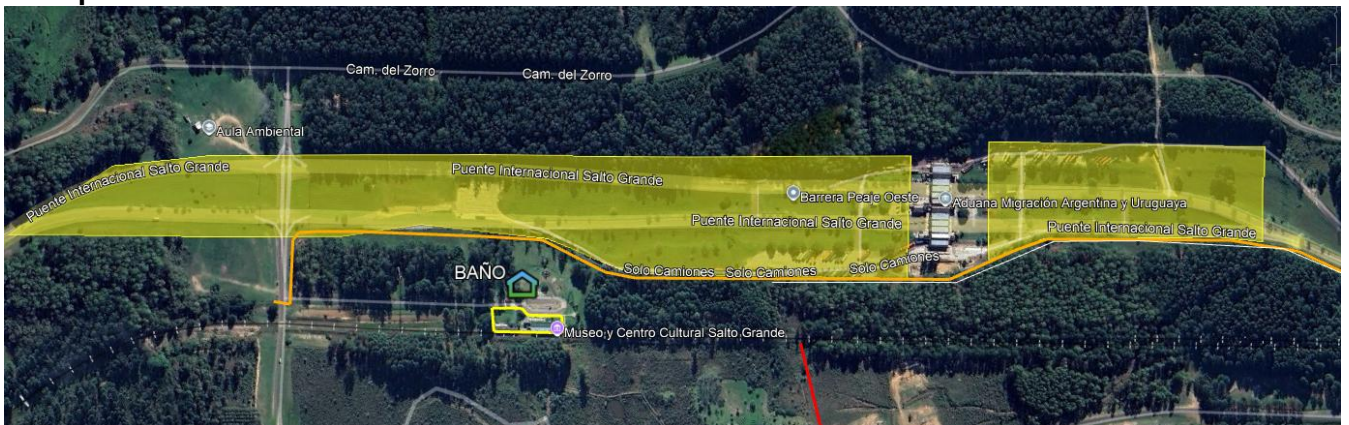 Cam. del Zorro
Cam. del Zorro
Aula Ambiental
Puente Internacional Salto Grande
Puente Internacional Salto Grande
Barrera Peaje Oeste
Aduana Migración Argentina y Uruguaya
Puente Internacional Salto Grande
Puente Internacional Salto Grande
Solo Camiones
Solo Camiones
Solo Camiones
BAÑO
Museo y Centro Cultural Salto Grande